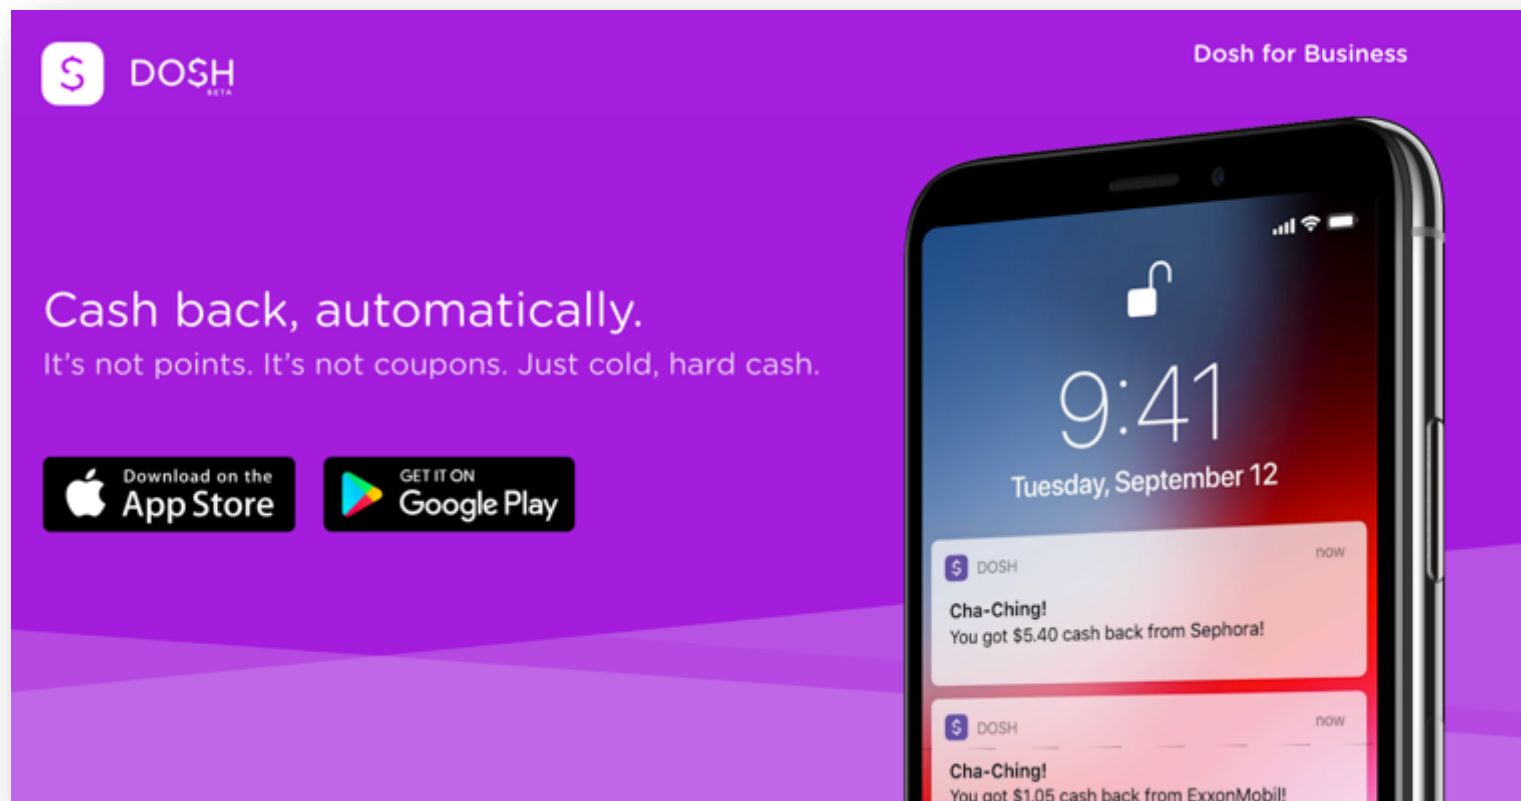 DOSH
BETA
Dosh for Business
Cash back, automatically.
It's not points. It's not coupons. Just cold, hard cash.
Download on the
App Store
GET IT ON
Google Play
9:41
Tuesday, September 12
DOSH
now
Cha-Ching!
You got $5.40 cash back from Sephora!
DOSH
now
Cha-Ching!
You got $1.05 cash back from ExxonMobil!